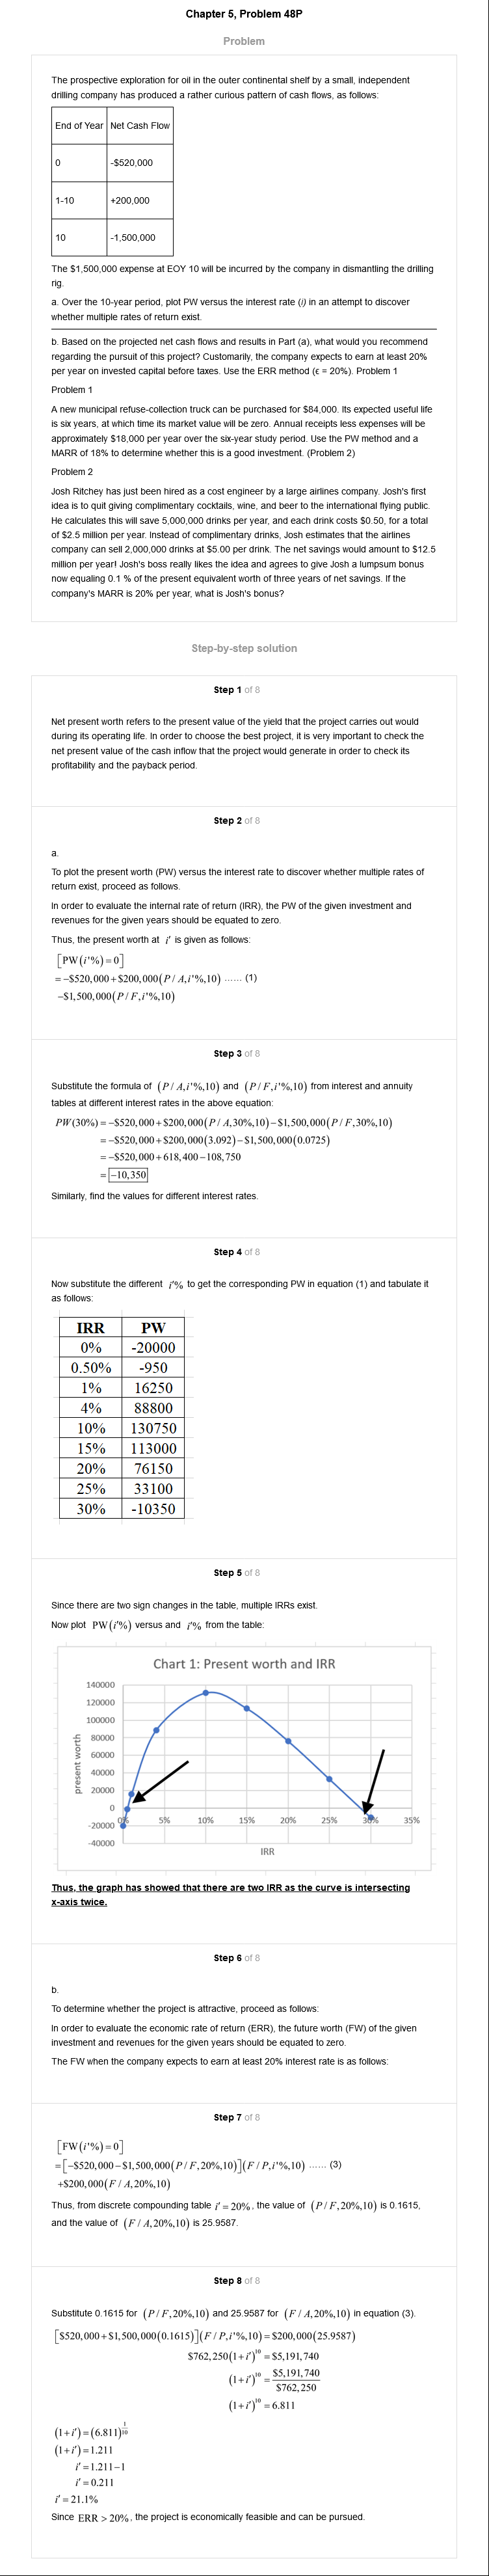 Chapter 5, Problem 48P
Problem
The prospective exploration for oil in the outer continental shelf by a small, independent
drilling company has produced a rather curious pattern of cash flows, as follows:
End of Year Net Cash Flow
0 -$520,000
1-10 +200,000
10 -1,500,000
The $1,500,000 expense at EOY 10 will be incurred by the company in dismantling the drilling
rig.
a. Over the 10-year period, plot PW versus the interest rate (i) in an attempt to discover
whether multiple rates of return exist.
b. Based on the projected net cash flows and results in Part (a), what would you recommend
regarding the pursuit of this project? Customarily, the company expects to earn at least 20%
per year on invested capital before taxes. Use the ERR method (ε = 20%). Problem 1
Problem 1
A new municipal refuse-collection truck can be purchased for $84,000. Its expected useful life
is six years, at which time its market value will be zero. Annual receipts less expenses will be
approximately $18,000 per year over the six-year study period. Use the PW method and a
MARR of 18% to determine whether this is a good investment. (Problem 2)
Problem 2
Josh Ritchey has just been hired as a cost engineer by a large airlines company. Josh's first
idea is to quit giving complimentary cocktails, wine, and beer to the international flying public.
He calculates this will save 5,000,000 drinks per year, and each drink costs $0.50, for a total
of $2.5 million per year. Instead of complimentary drinks, Josh estimates that the airlines
company can sell 2,000,000 drinks at $5.00 per drink. The net savings would amount to $12.5
million per year! Josh's boss really likes the idea and agrees to give Josh a lumpsum bonus
now equaling 0.1 % of the present equivalent worth of three years of net savings. If the
company's MARR is 20% per year, what is Josh's bonus?
Step-by-step solution
Step 1 of 8
Net present worth refers to the present value of the yield that the project carries out would
during its operating life. In order to choose the best project, it is very important to check the
net present value of the cash inflow that the project would generate in order to check its
profitability and the payback period.
Step 2 of 8
a.
To plot the present worth (PW) versus the interest rate to discover whether multiple rates of
return exist, proceed as follows.
In order to evaluate the internal rate of return (IRR), the PW of the given investment and
revenues for the given years should be equated to zero.
Thus, the present worth at i' is given as follows:
[PW(i'%)=0]
=-$520,000+$200,000(P/A,i'%,10) ...... (1)
-$1,500,000(P/F,i'%,10)
Step 3 of 8
Substitute the formula of (P/A,i'%,10) and (P/F,i'%,10) from interest and annuity
tables at different interest rates in the above equation:
PW(30%)=-$520,000+$200,000(P/A,30%,10)-$1,500,000(P/F,30%,10)
=-$520,000+$200,000(3.092)-$1,500,000(0.0725)
=-$520,000+618,400-108,750
=-10,350
Similarly, find the values for different interest rates.
Step 4 of 8
Now substitute the different i'% to get the corresponding PW in equation (1) and tabulate it
as follows:
IRR PW
0% -20000
0.50% -950
1% 16250
4% 88800
10% 130750
15% 113000
20% 76150
25% 33100
30% -10350
Step 5 of 8
Since there are two sign changes in the table, multiple IRRs exist.
Now plot PW(i'%) versus and i'% from the table:
Chart 1: Present worth and IRR
present worth
140000
120000
100000
80000
60000
40000
20000
0
-20000
-40000
0% 5% 10% 15% 20% 25% 30% 35%
IRR
Thus, the graph has showed that there are two IRR as the curve is intersecting
x-axis twice.
Step 6 of 8
b.
To determine whether the project is attractive, proceed as follows:
In order to evaluate the economic rate of return (ERR), the future worth (FW) of the given
investment and revenues for the given years should be equated to zero.
The FW when the company expects to earn at least 20% interest rate is as follows:
Step 7 of 8
[FW(i'%)=0]
=[-$520,000-$1,500,000(P/F,20%,10)](F/P,i'%,10) ...... (3)
+$200,000(F/A,20%,10)
Thus, from discrete compounding table i' = 20%, the value of (P/F,20%,10) is 0.1615,
and the value of (F/A,20%,10) is 25.9587.
Step 8 of 8
Substitute 0.1615 for (P/F,20%,10) and 25.9587 for (F/A,20%,10) in equation (3).
[$520,000+$1,500,000(0.1615)](F/P,i'%,10)=$200,000(25.9587)
$762,250(1+i')^10 = $5,191,740
(1+i')^10 = $5,191,740 / $762,250
(1+i')^10 = 6.811
(1+i')=(6.811)^(1/10)
(1+i')=1.211
i'=1.211-1
i'=0.211
i'=21.1%
Since ERR > 20%, the project is economically feasible and can be pursued.